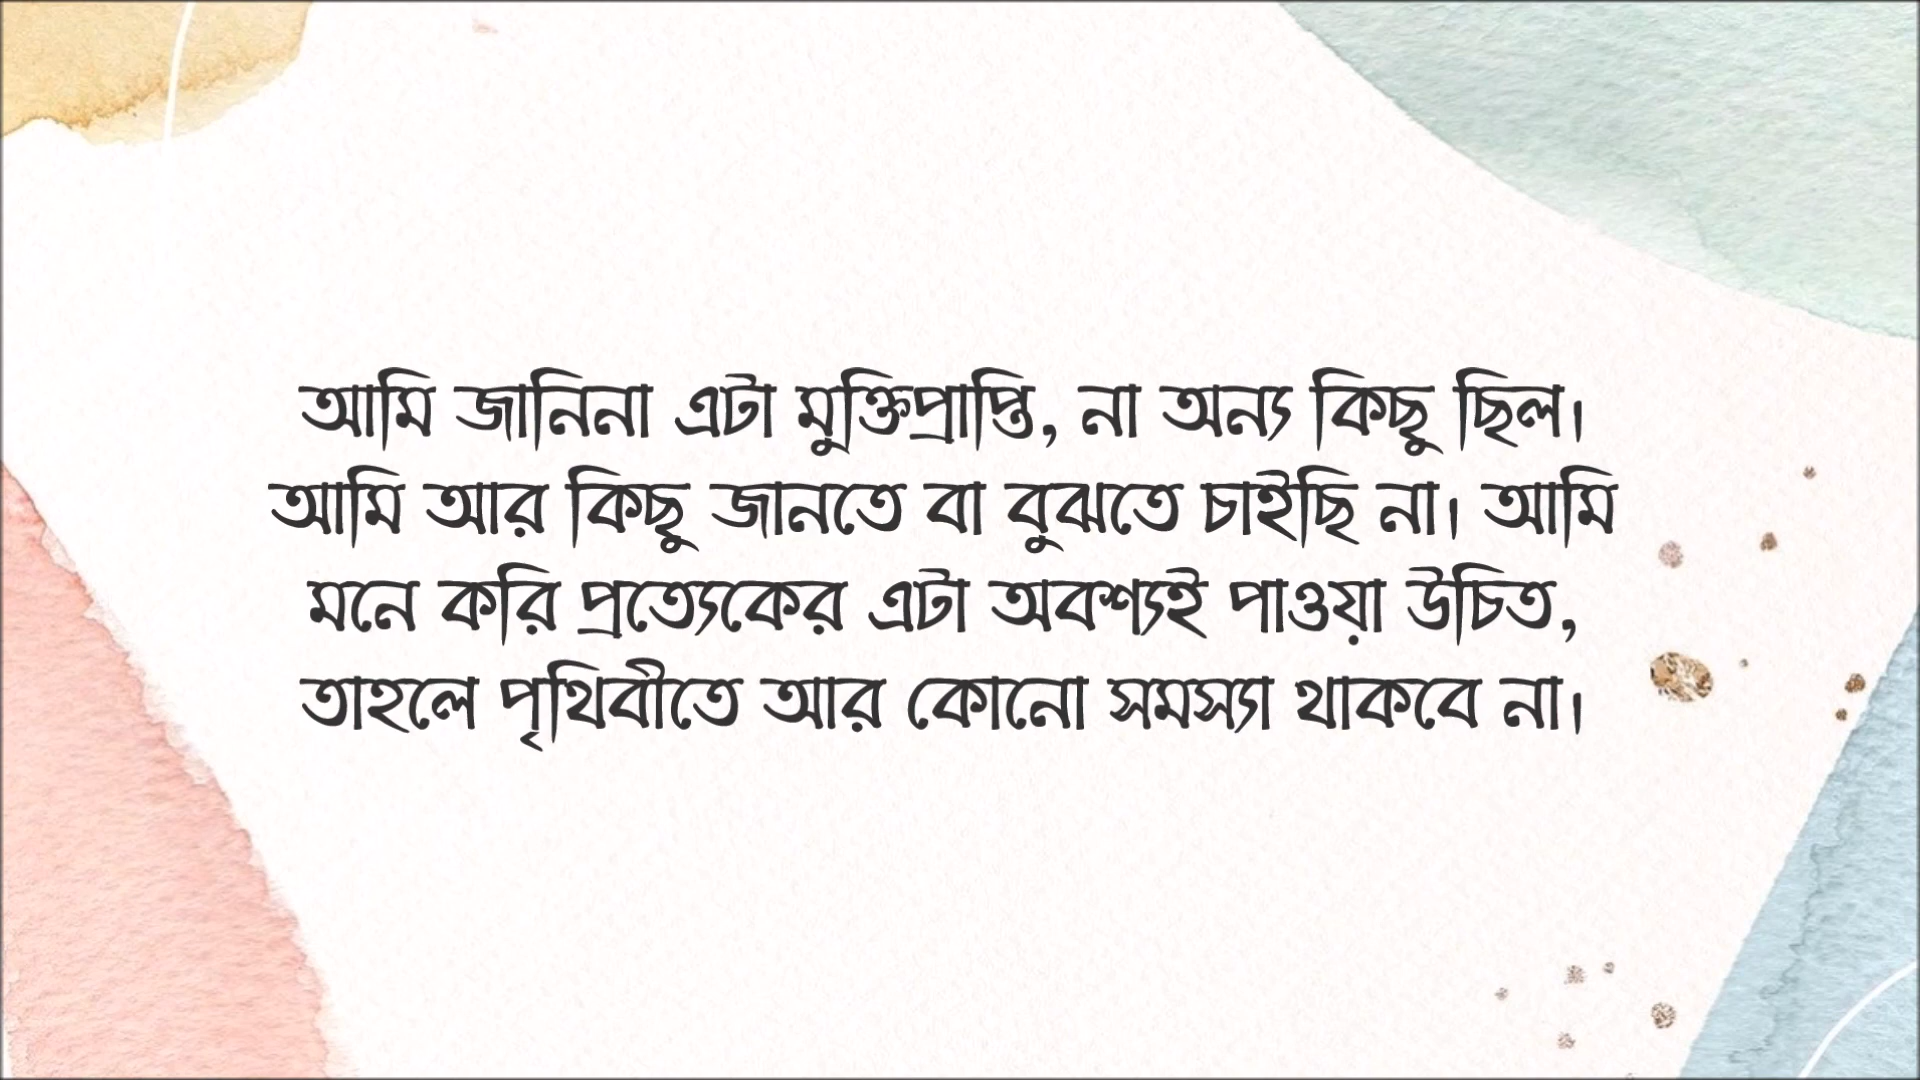 আমি জানিনা এটা মুক্তিপ্রাপ্তি, না অন্য কিছু ছিল।
আমি আর কিছু জানতে বা বুঝতে চাইছি না। আমি
মনে করি প্রত্যেকের এটা অবশ্যই পাওয়া উচিত,
তাহলে পৃথিবীতে আর কোনো সমস্যা থাকবে না।